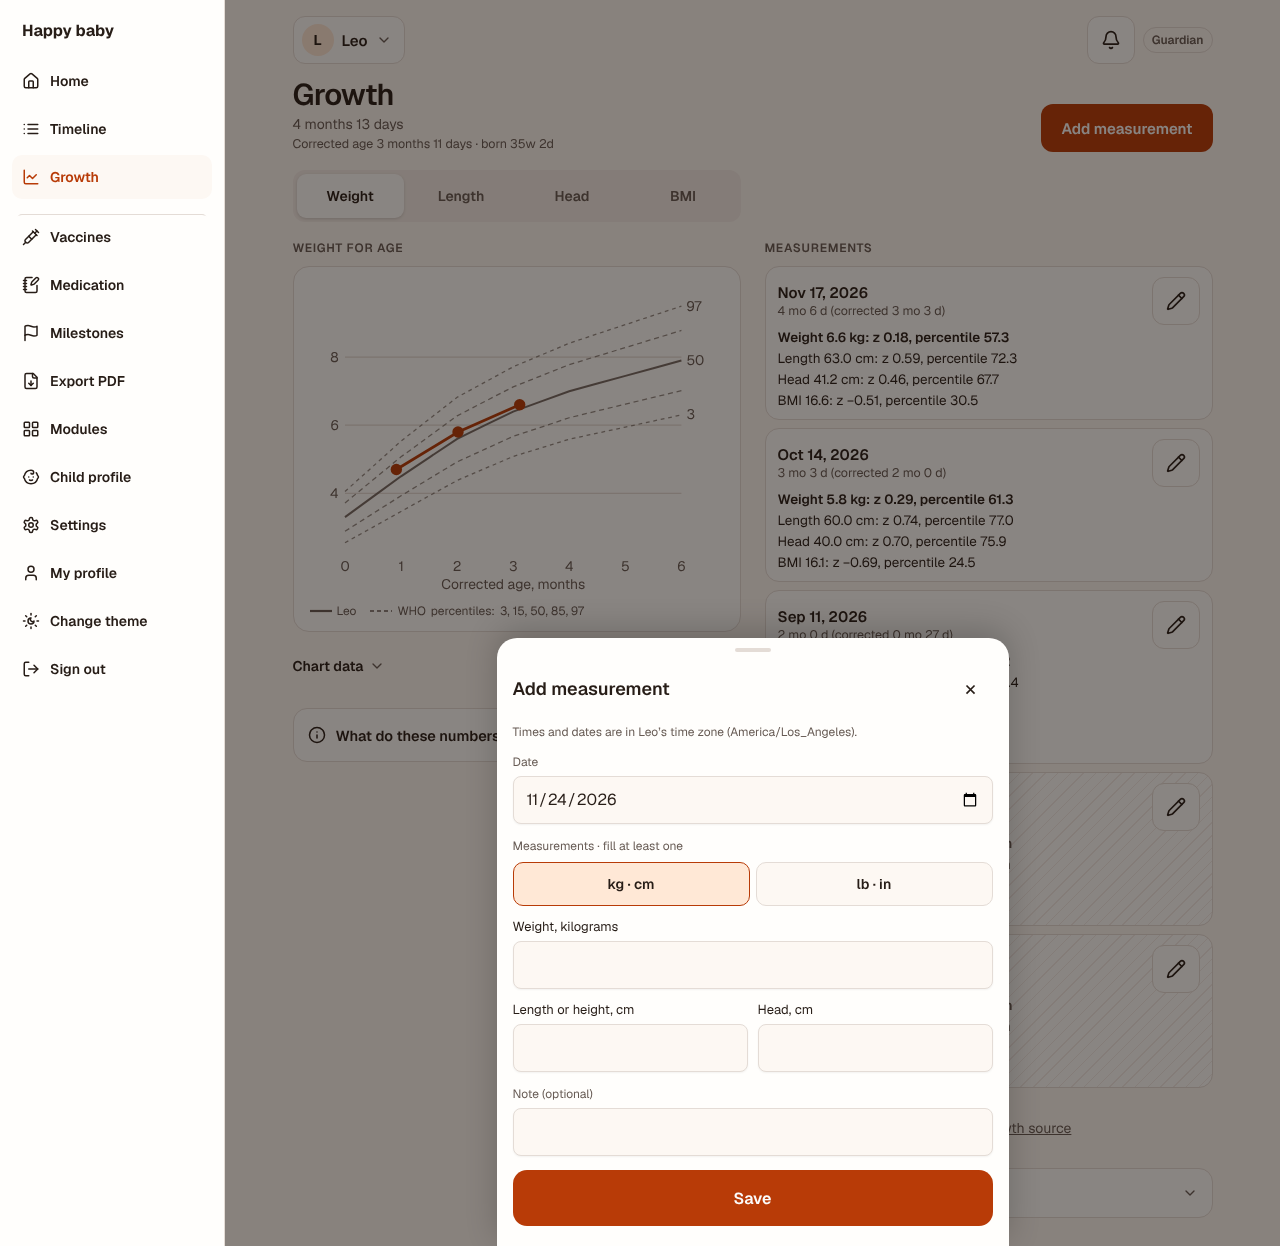 Happy baby
Home
Timeline
Growth
Vaccines
Medication
Milestones
Export PDF
Modules
Child profile
Settings
My profile
Change theme
Sign out
L Leo
Guardian
Growth
4 months 13 days
Corrected age 3 months 11 days · born 35w 2d
Add measurement
Weight Length Head BMI
WEIGHT FOR AGE
97
8
50
6
3
4
0 1 2 3 4 5 6
Corrected age, months
Leo WHO percentiles: 3, 15, 50, 85, 97
Chart data
What do these numbers
MEASUREMENTS
Nov 17, 2026
4 mo 6 d (corrected 3 mo 3 d)
Weight 6.6 kg: z 0.18, percentile 57.3
Length 63.0 cm: z 0.59, percentile 72.3
Head 41.2 cm: z 0.46, percentile 67.7
BMI 16.6: z −0.51, percentile 30.5
Oct 14, 2026
3 mo 3 d (corrected 2 mo 0 d)
Weight 5.8 kg: z 0.29, percentile 61.3
Length 60.0 cm: z 0.74, percentile 77.0
Head 40.0 cm: z 0.70, percentile 75.9
BMI 16.1: z −0.69, percentile 24.5
Sep 11, 2026
2 mo 0 d (corrected 0 mo 27 d)
source
Add measurement
Times and dates are in Leo's time zone (America/Los_Angeles).
Date
11/24/2026
Measurements · fill at least one
kg · cm lb · in
Weight, kilograms
Length or height, cm Head, cm
Note (optional)
Save